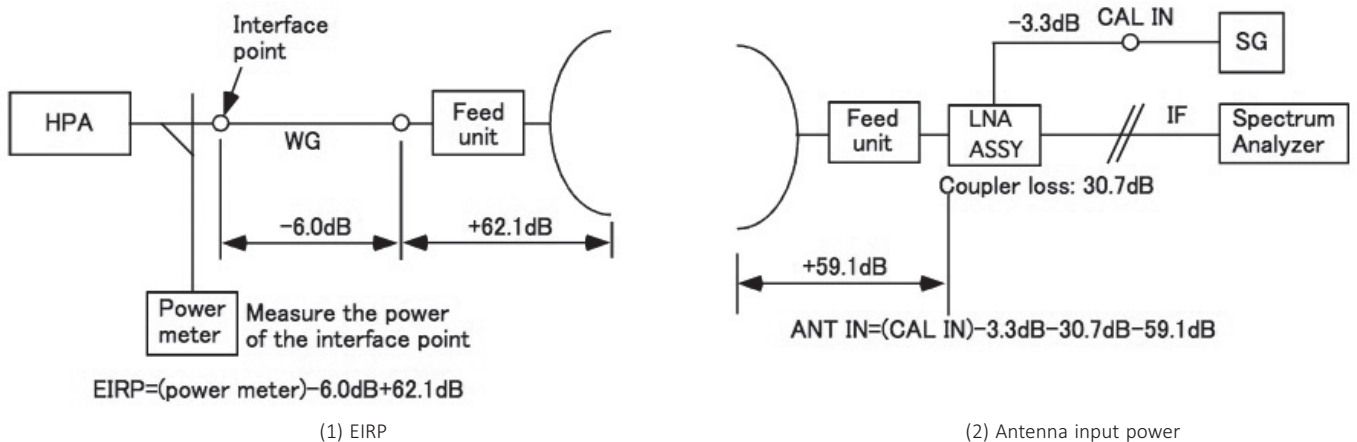 Interface
point
HPA
WG
Feed
unit
-6.0dB
+62.1dB
Power
meter
Measure the power
of the interface point
EIRP=(power meter)-6.0dB+62.1dB
(1) EIRP
-3.3dB
CAL IN
SG
Feed
unit
LNA
ASSY
IF
Spectrum
Analyzer
Coupler loss: 30.7dB
+59.1dB
ANT IN=(CAL IN)-3.3dB-30.7dB-59.1dB
(2) Antenna input power